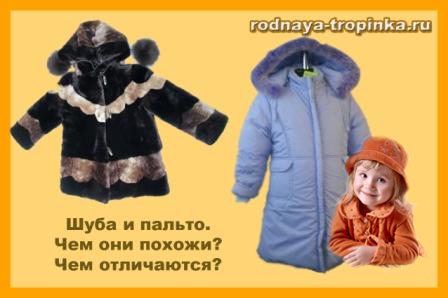 rodnaya-tropinka.ru
Шуба и пальто.
Чем они похожи?
Чем отличаются?